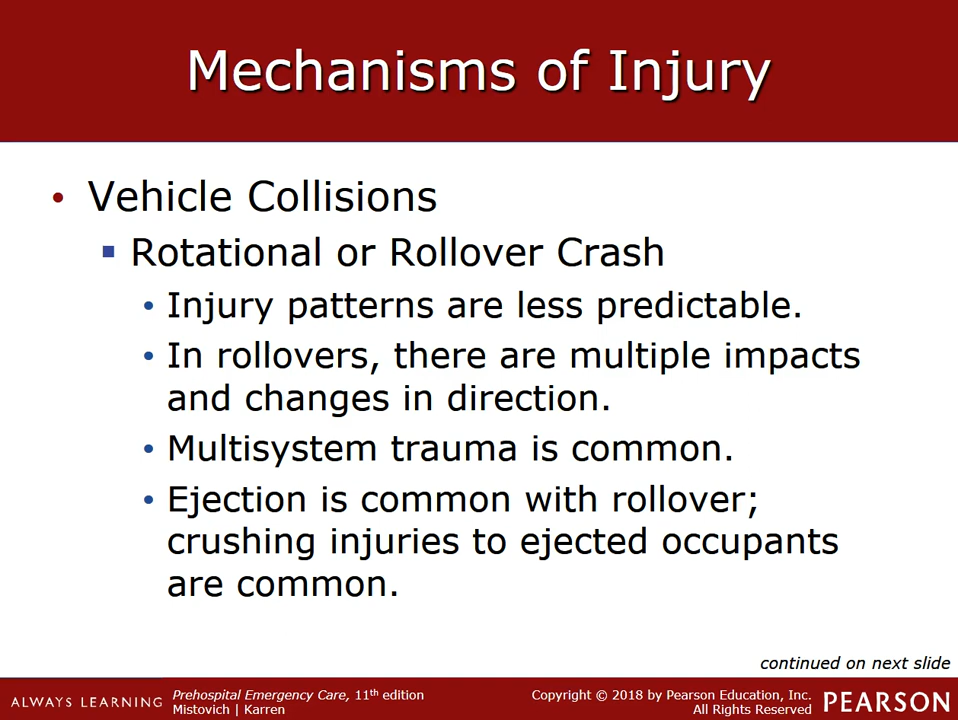 Mechanisms of Injury
• Vehicle Collisions
▪ Rotational or Rollover Crash
• Injury patterns are less predictable.
• In rollovers, there are multiple impacts
and changes in direction.
• Multisystem trauma is common.
• Ejection is common with rollover;
crushing injuries to ejected occupants
are common.
continued on next slide
ALWAYS LEARNING
Prehospital Emergency Care, 11th edition
Mistovich | Karren
Copyright © 2018 by Pearson Education, Inc.
All Rights Reserved
PEARSON